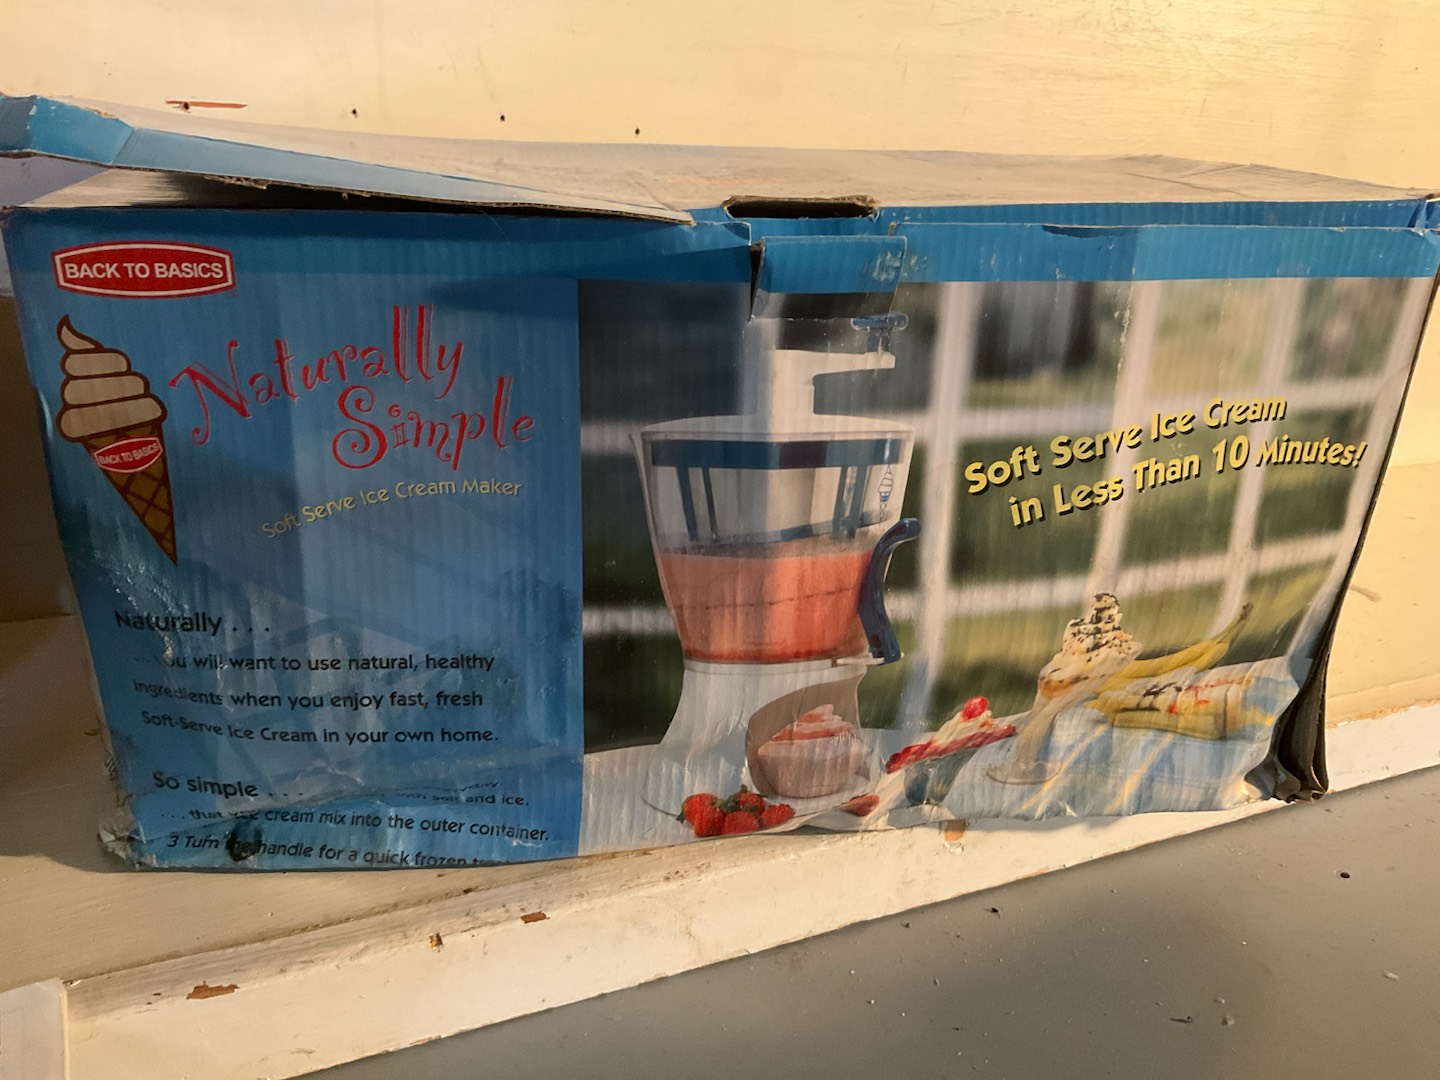 BACK TO BASICS
Naturally
Simple
BACK TO BASICS
Soft Serve Ice Cream Maker
Soft Serve Ice Cream
in Less Than 10 Minutes!
Naturally . . .
will want to use natural, healthy
ingredients when you enjoy fast, fresh
Soft-Serve Ice Cream in your own home.
So simple . . .
and ice.
cream mix into the outer container.
3 Turn the handle for a quick frozen